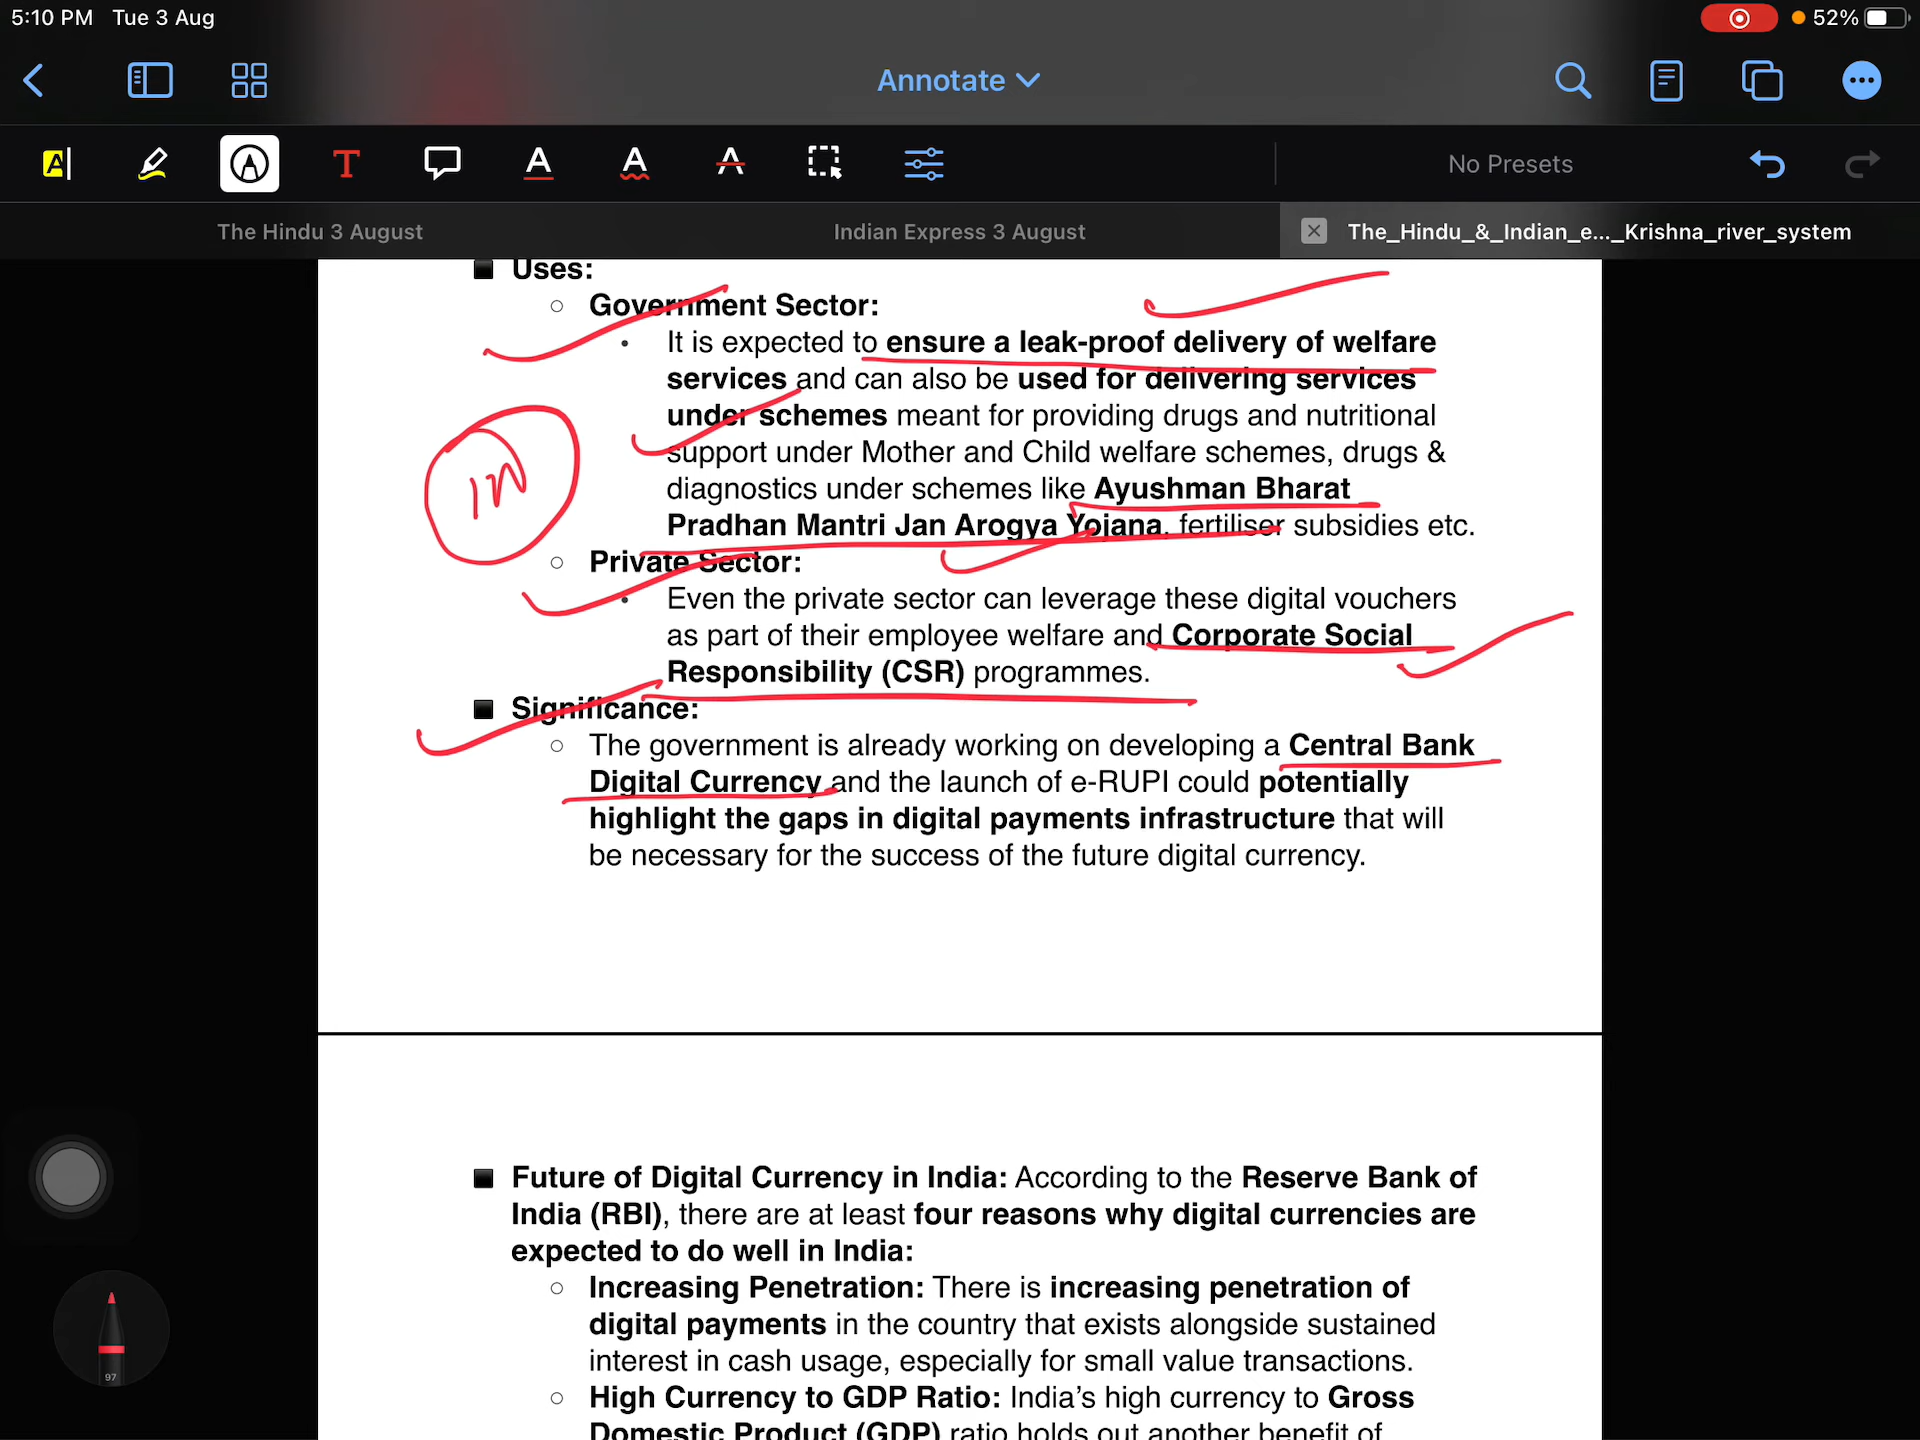 5:10 PM Tue 3 Aug
52%
Annotate
A
T
A
A
A
No Presets
The Hindu 3 August
Indian Express 3 August
The_Hindu_&_Indian_e..._Krishna_river_system
Uses:
Government Sector:
It is expected to ensure a leak-proof delivery of welfare
services and can also be used for delivering services
under schemes meant for providing drugs and nutritional
support under Mother and Child welfare schemes, drugs &
diagnostics under schemes like Ayushman Bharat
Pradhan Mantri Jan Arogya Yojana, fertiliser subsidies etc.
Private Sector:
Even the private sector can leverage these digital vouchers
as part of their employee welfare and Corporate Social
Responsibility (CSR) programmes.
Significance:
The government is already working on developing a Central Bank
Digital Currency and the launch of e-RUPI could potentially
highlight the gaps in digital payments infrastructure that will
be necessary for the success of the future digital currency.
Future of Digital Currency in India: According to the Reserve Bank of
India (RBI), there are at least four reasons why digital currencies are
expected to do well in India:
Increasing Penetration: There is increasing penetration of
digital payments in the country that exists alongside sustained
interest in cash usage, especially for small value transactions.
High Currency to GDP Ratio: India's high currency to Gross
Domestic Product (GDP) ratio holds out another benefit of
97